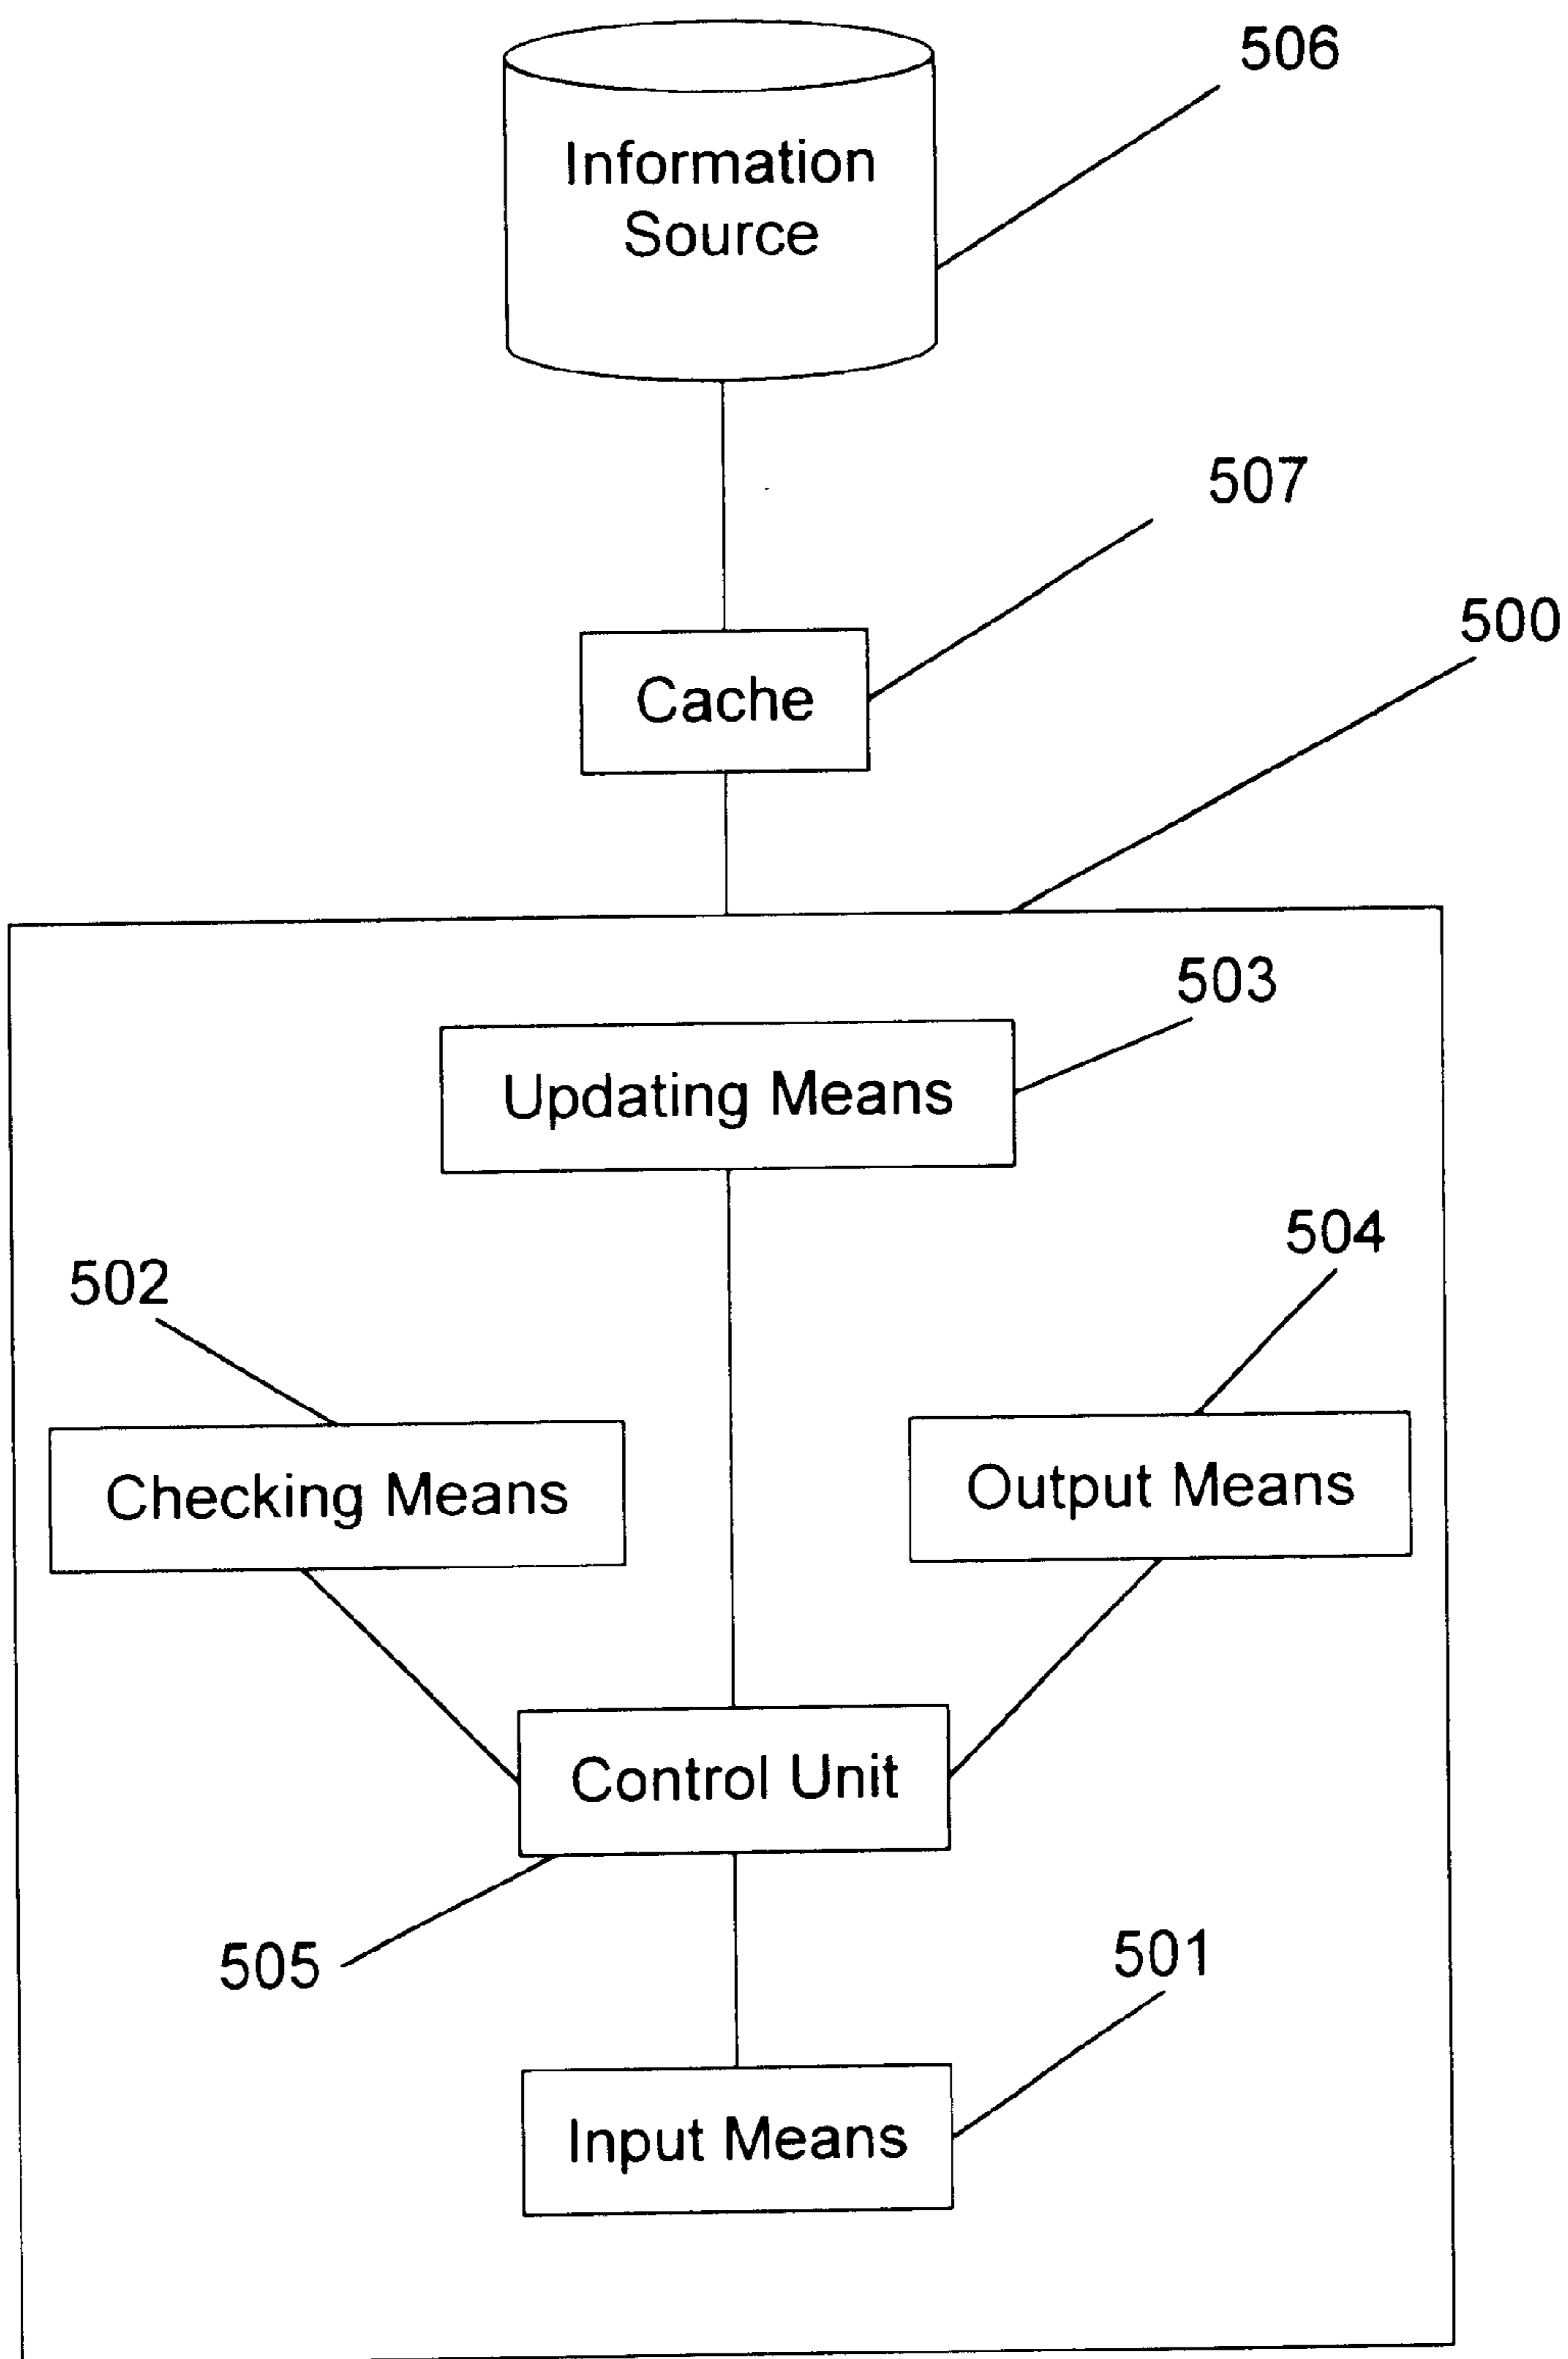 506
Information
Source
507
500
Cache
503
Updating Means
504
502
Checking Means
Output Means
Control Unit
505
501
Input Means